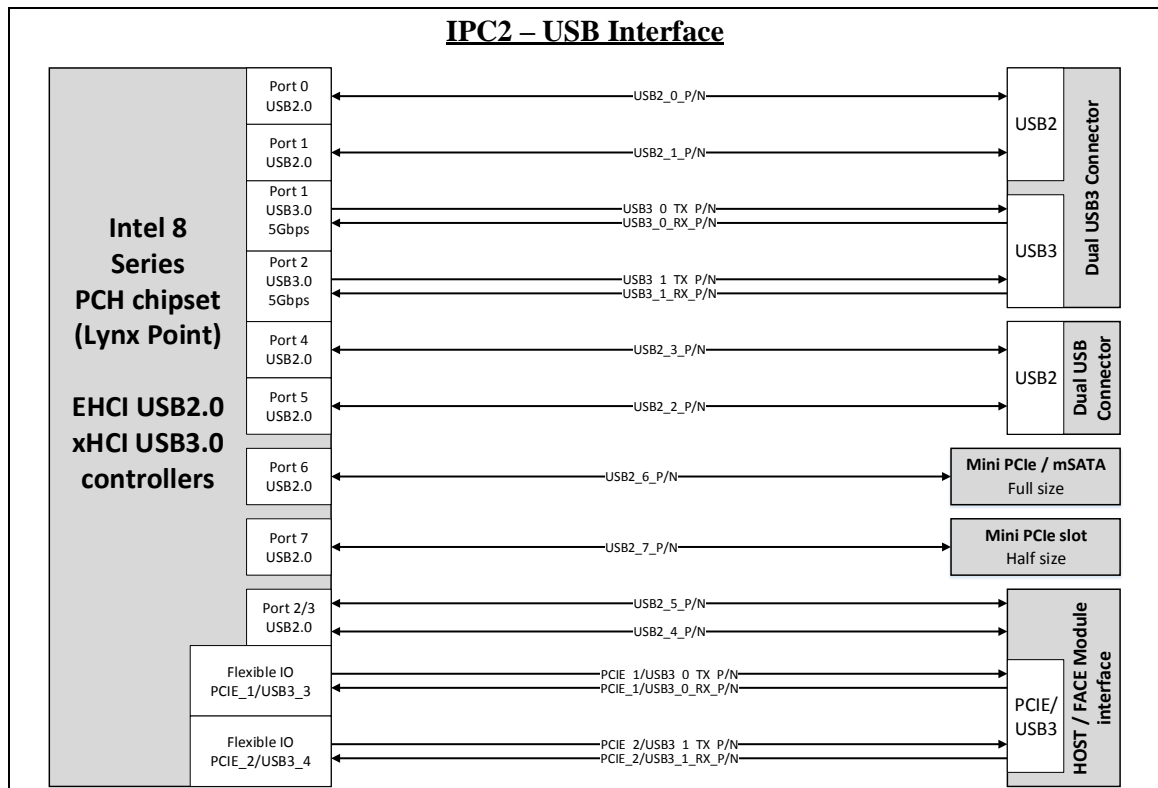 IPC2 – USB Interface
Intel 8
Series
PCH chipset
(Lynx Point)
EHCI USB2.0
xHCI USB3.0
controllers
Port 0
USB2.0
Port 1
USB2.0
Port 1
USB3.0
5Gbps
Port 2
USB3.0
5Gbps
Port 4
USB2.0
Port 5
USB2.0
Port 6
USB2.0
Port 7
USB2.0
Port 2/3
USB2.0
Flexible IO
PCIE_1/USB3_3
Flexible IO
PCIE_2/USB3_4
USB2_0_P/N
USB2_1_P/N
USB3_0_TX_P/N
USB3_0_RX_P/N
USB3_1_TX_P/N
USB3_1_RX_P/N
USB2_3_P/N
USB2_2_P/N
USB2_6_P/N
USB2_7_P/N
USB2_5_P/N
USB2_4_P/N
PCIE_1/USB3_0_TX_P/N
PCIE_1/USB3_0_RX_P/N
PCIE_2/USB3_1_TX_P/N
PCIE_2/USB3_1_RX_P/N
USB2
USB3
Dual USB3 Connector
USB2
Dual USB
Connector
Mini PCIe / mSATA
Full size
Mini PCIe slot
Half size
PCIE/
USB3
HOST / FACE Module
interface